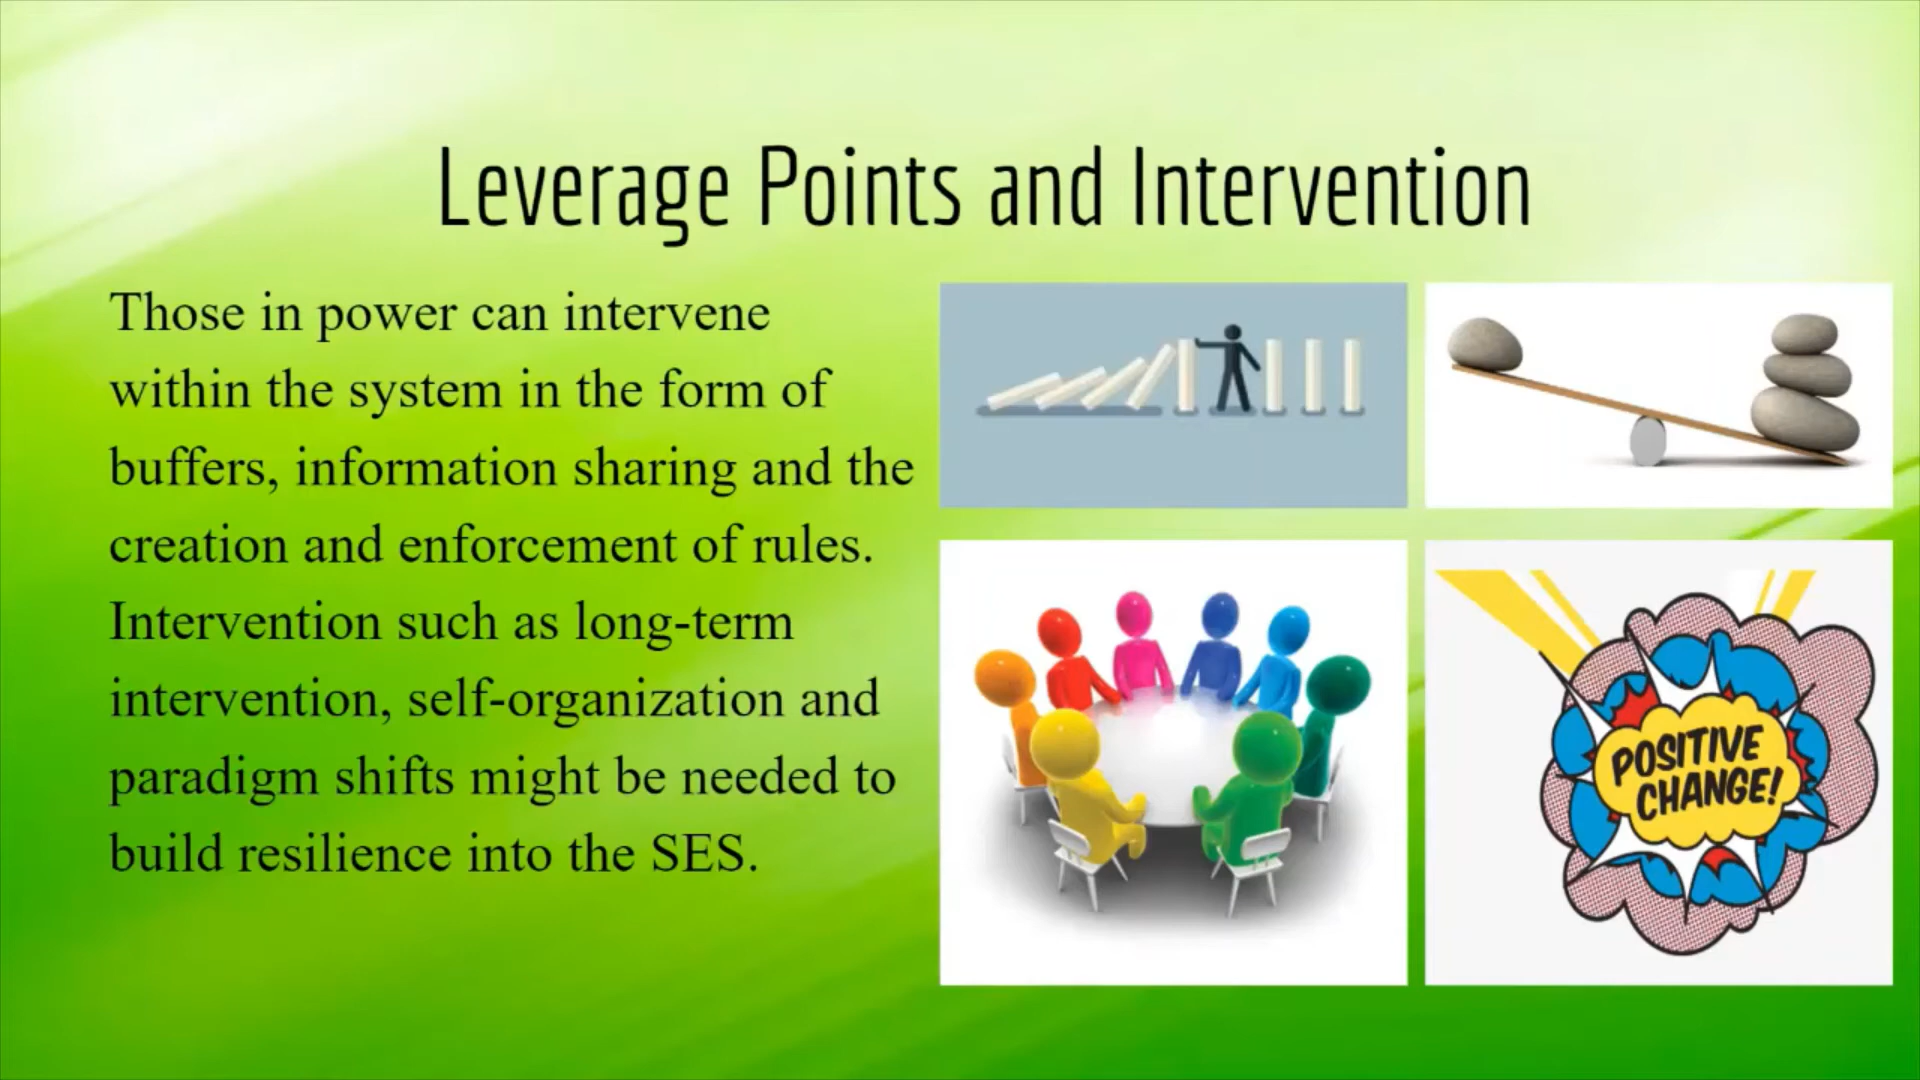 Leverage Points and Intervention
Those in power can intervene
within the system in the form of
buffers, information sharing and the
creation and enforcement of rules.
Intervention such as long-term
intervention, self-organization and
paradigm shifts might be needed to
build resilience into the SES.
POSITIVE
CHANGE!